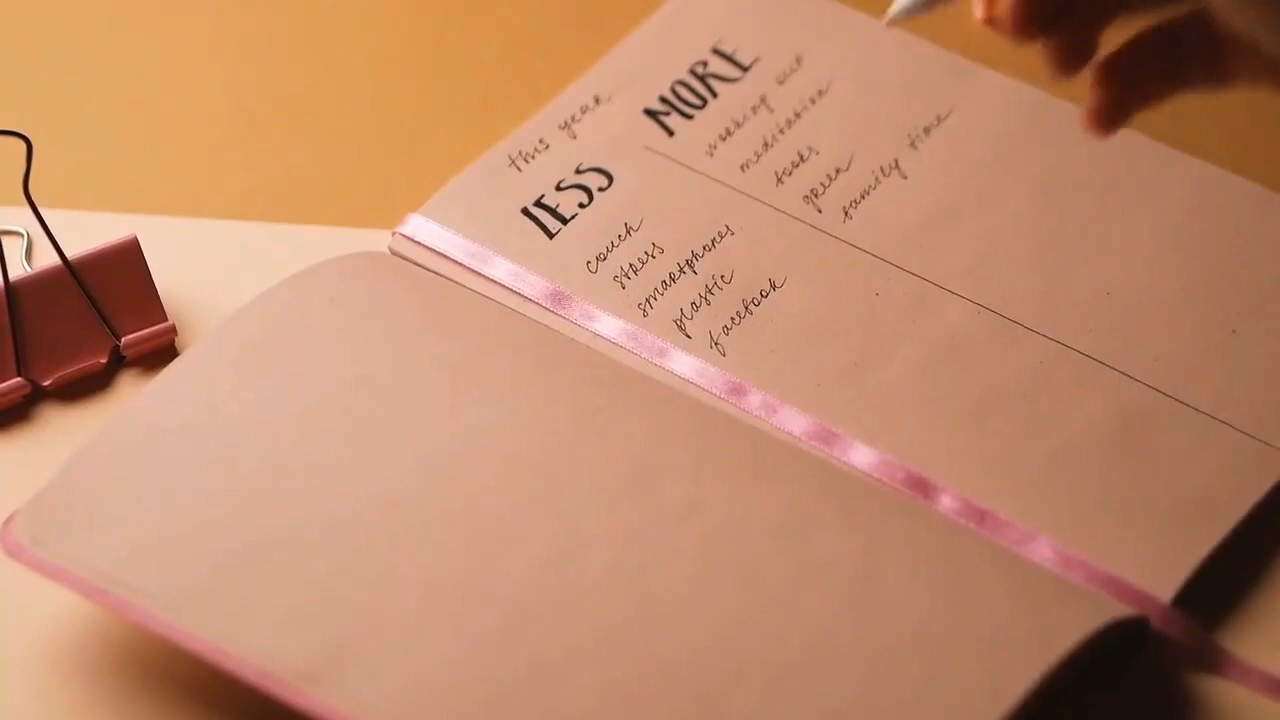 this year
LESS
couch
stress
smartphones
plastic
facebook
MORE
working out
meditation
books
green
family time